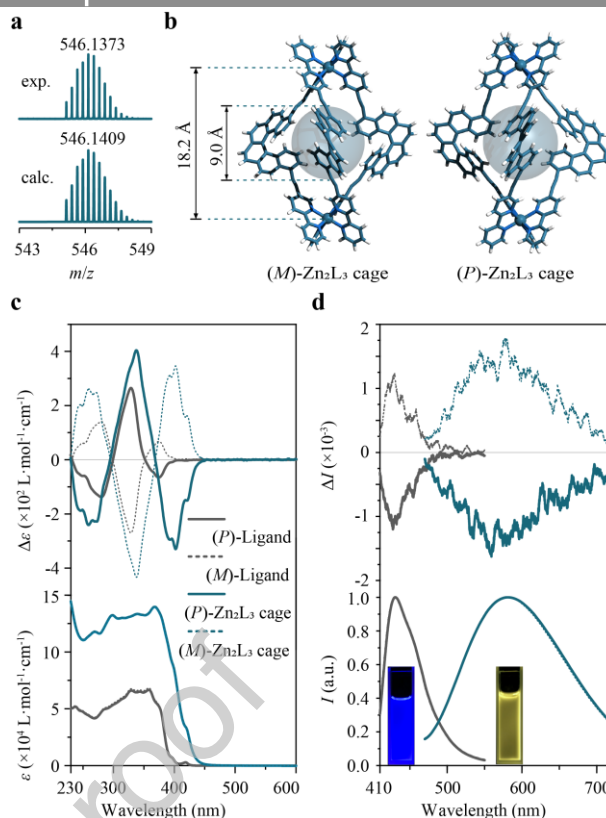 a
546.1373
exp.
546.1409
calc.
543 546 549
m/z
b
18.2 Å
9.0 Å
(M)-Zn₂L₃ cage
(P)-Zn₂L₃ cage
c
4
2
0
-2
-4
Δε (×10² L·mol⁻¹·cm⁻¹)
(P)-Ligand
(M)-Ligand
(P)-Zn₂L₃ cage
(M)-Zn₂L₃ cage
15
10
5
0
ε (×10⁴ L·mol⁻¹·cm⁻¹)
230 300 400 500 600
Wavelength (nm)
d
2
1
0
-1
-2
ΔI (×10⁻³)
1.0
0.8
0.6
0.4
0.2
0.0
I (a.u.)
410 500 600 700
Wavelength (nm)
roof